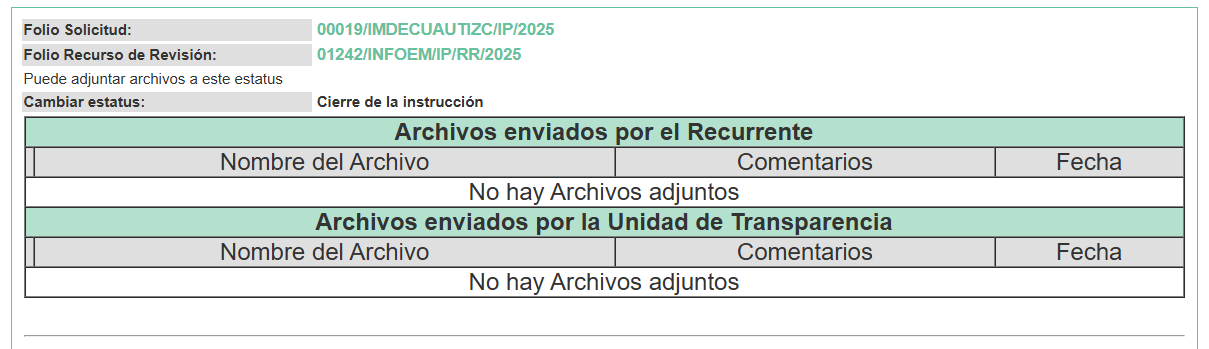 Folio Solicitud: 00019/IMDECUAUTIZC/IP/2025
Folio Recurso de Revisión: 01242/INFOEM/IP/RR/2025
Puede adjuntar archivos a este estatus
Cambiar estatus: Cierre de la instrucción
Archivos enviados por el Recurrente
Nombre del Archivo Comentarios Fecha
No hay Archivos adjuntos
Archivos enviados por la Unidad de Transparencia
Nombre del Archivo Comentarios Fecha
No hay Archivos adjuntos